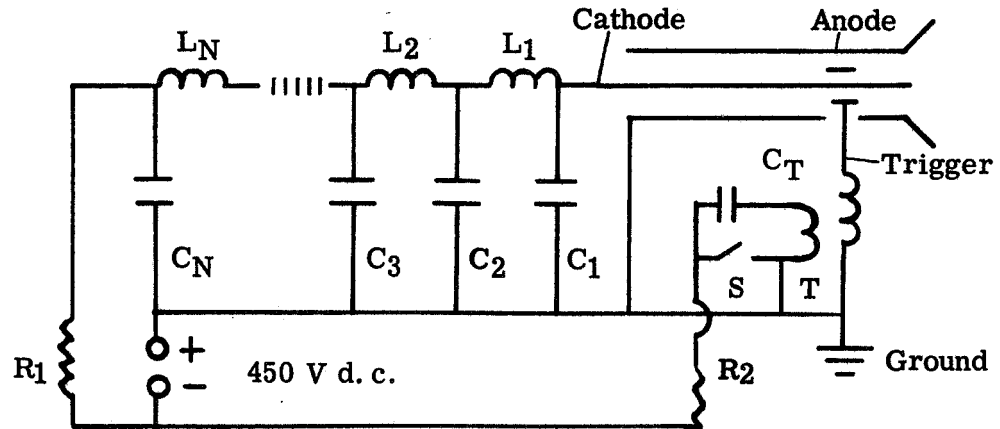 Cathode
Anode
L_N
L_2
L_1
C_T
Trigger
C_N
C_3
C_2
C_1
S
T
R_1
+
-
450 V d. c.
R_2
Ground